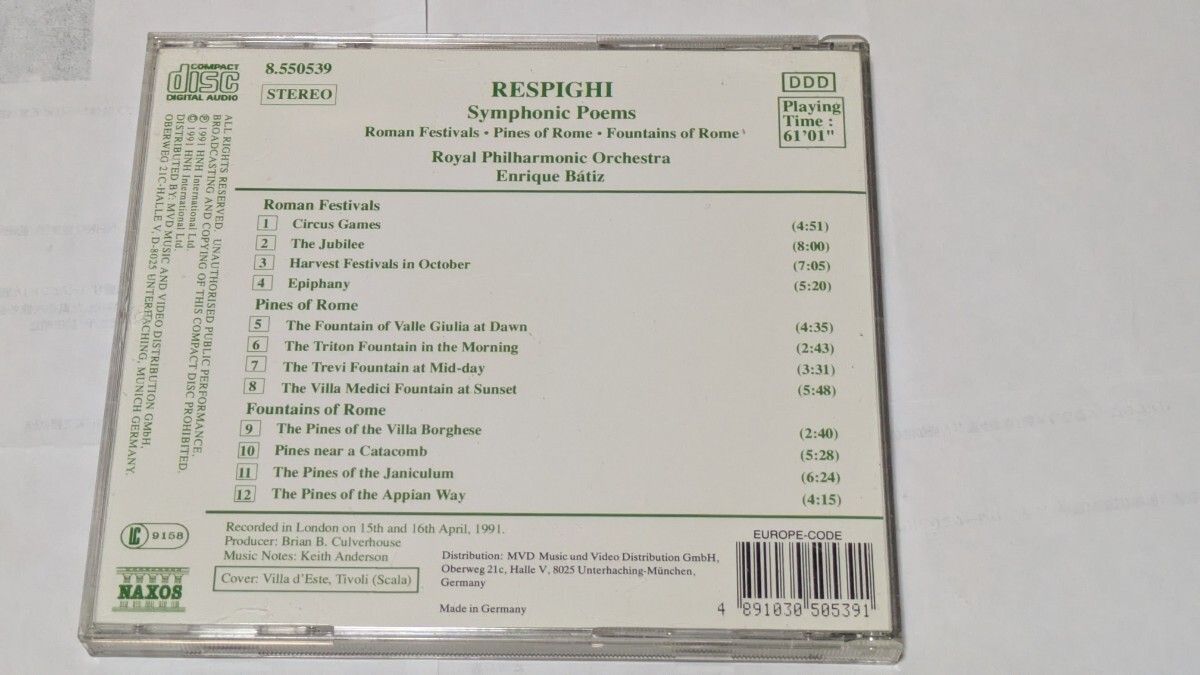 COMPACT
disc
DIGITAL AUDIO
8.550539
STEREO
RESPIGHI
Symphonic Poems
Roman Festivals • Pines of Rome • Fountains of Rome
Royal Philharmonic Orchestra
Enrique Bátiz
DDD
Playing
Time :
61'01"
ALL RIGHTS RESERVED. UNAUTHORISED PUBLIC PERFORMANCE.
BROADCASTING AND COPYING OF THIS COMPACT DISC PROHIBITED.
℗ 1991 HNH International Ltd.
© 1991 HNH International Ltd.
DISTRIBUTED BY: MVD MUSIC AND VIDEO DISTRIBUTION GMBH,
OBERWEG 21C-HALLE V, D-8025 UNTERHACHING, MUNICH GERMANY.
Roman Festivals
1 Circus Games (4:51)
2 The Jubilee (8:00)
3 Harvest Festivals in October (7:05)
4 Epiphany (5:20)
Pines of Rome
5 The Fountain of Valle Giulia at Dawn (4:35)
6 The Triton Fountain in the Morning (2:43)
7 The Trevi Fountain at Mid-day (3:31)
8 The Villa Medici Fountain at Sunset (5:48)
Fountains of Rome
9 The Pines of the Villa Borghese (2:40)
10 Pines near a Catacomb (5:28)
11 The Pines of the Janiculum (6:24)
12 The Pines of the Appian Way (4:15)
LC 9158
NAXOS
Recorded in London on 15th and 16th April, 1991.
Producer: Brian B. Culverhouse
Music Notes: Keith Anderson
Cover: Villa d'Este, Tivoli (Scala)
Distribution: MVD Music und Video Distribution GmbH,
Oberweg 21c, Halle V, 8025 Unterhaching-München,
Germany
Made in Germany
EUROPE-CODE
4 891030 505391